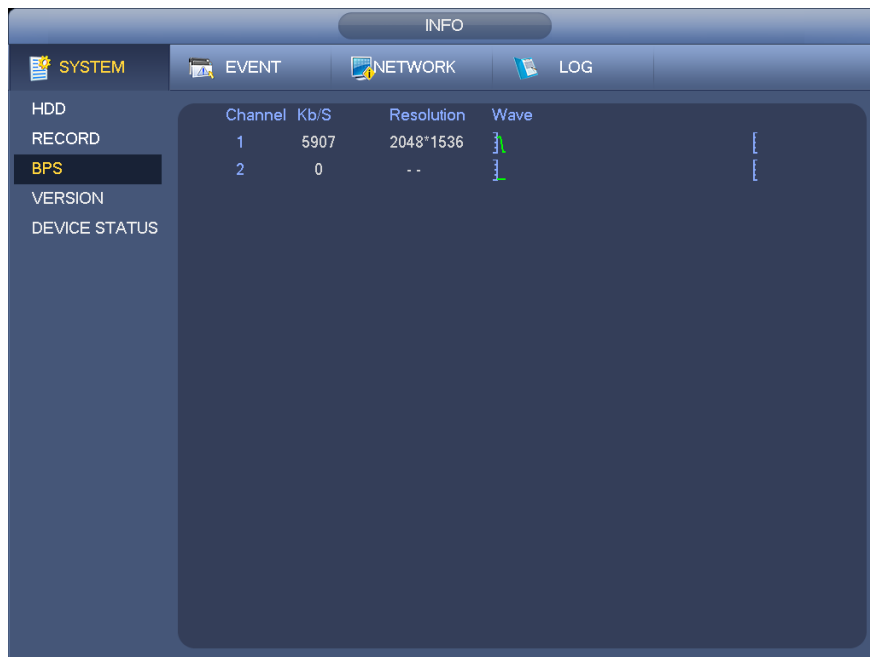 INFO
SYSTEM EVENT NETWORK LOG
HDD
RECORD
BPS
VERSION
DEVICE STATUS
Channel Kb/S Resolution Wave
1 5907 2048*1536
2 0 - -